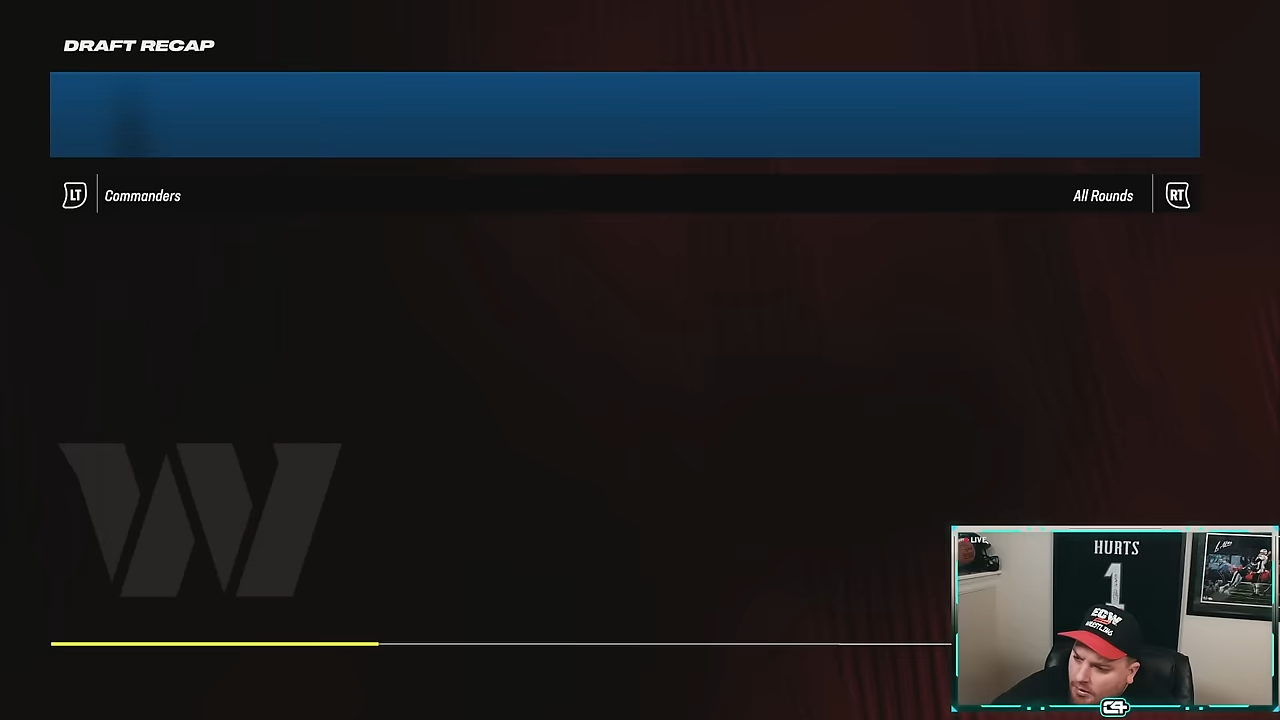 DRAFT RECAP
LT
Commanders
All Rounds
RT
LIVE
HURTS
1
ECW
WRESTLING